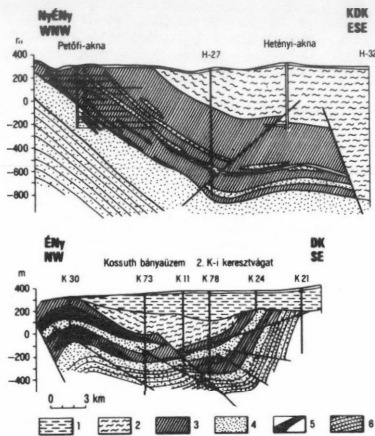 NyÉNy
WNW
KDK
ESE
Petőfi-akna
H-27
Hetényi-akna
H-32
m
400
200
0
-200
-400
-600
-800
ÉNy
NW
DK
SE
Kossuth bányaüzem
2. K-i keresztvágat
m
K 30
K 73
K 11
K 78
K 24
K 21
400
200
0
-200
-400
0 3 km
1
2
3
4
5
6